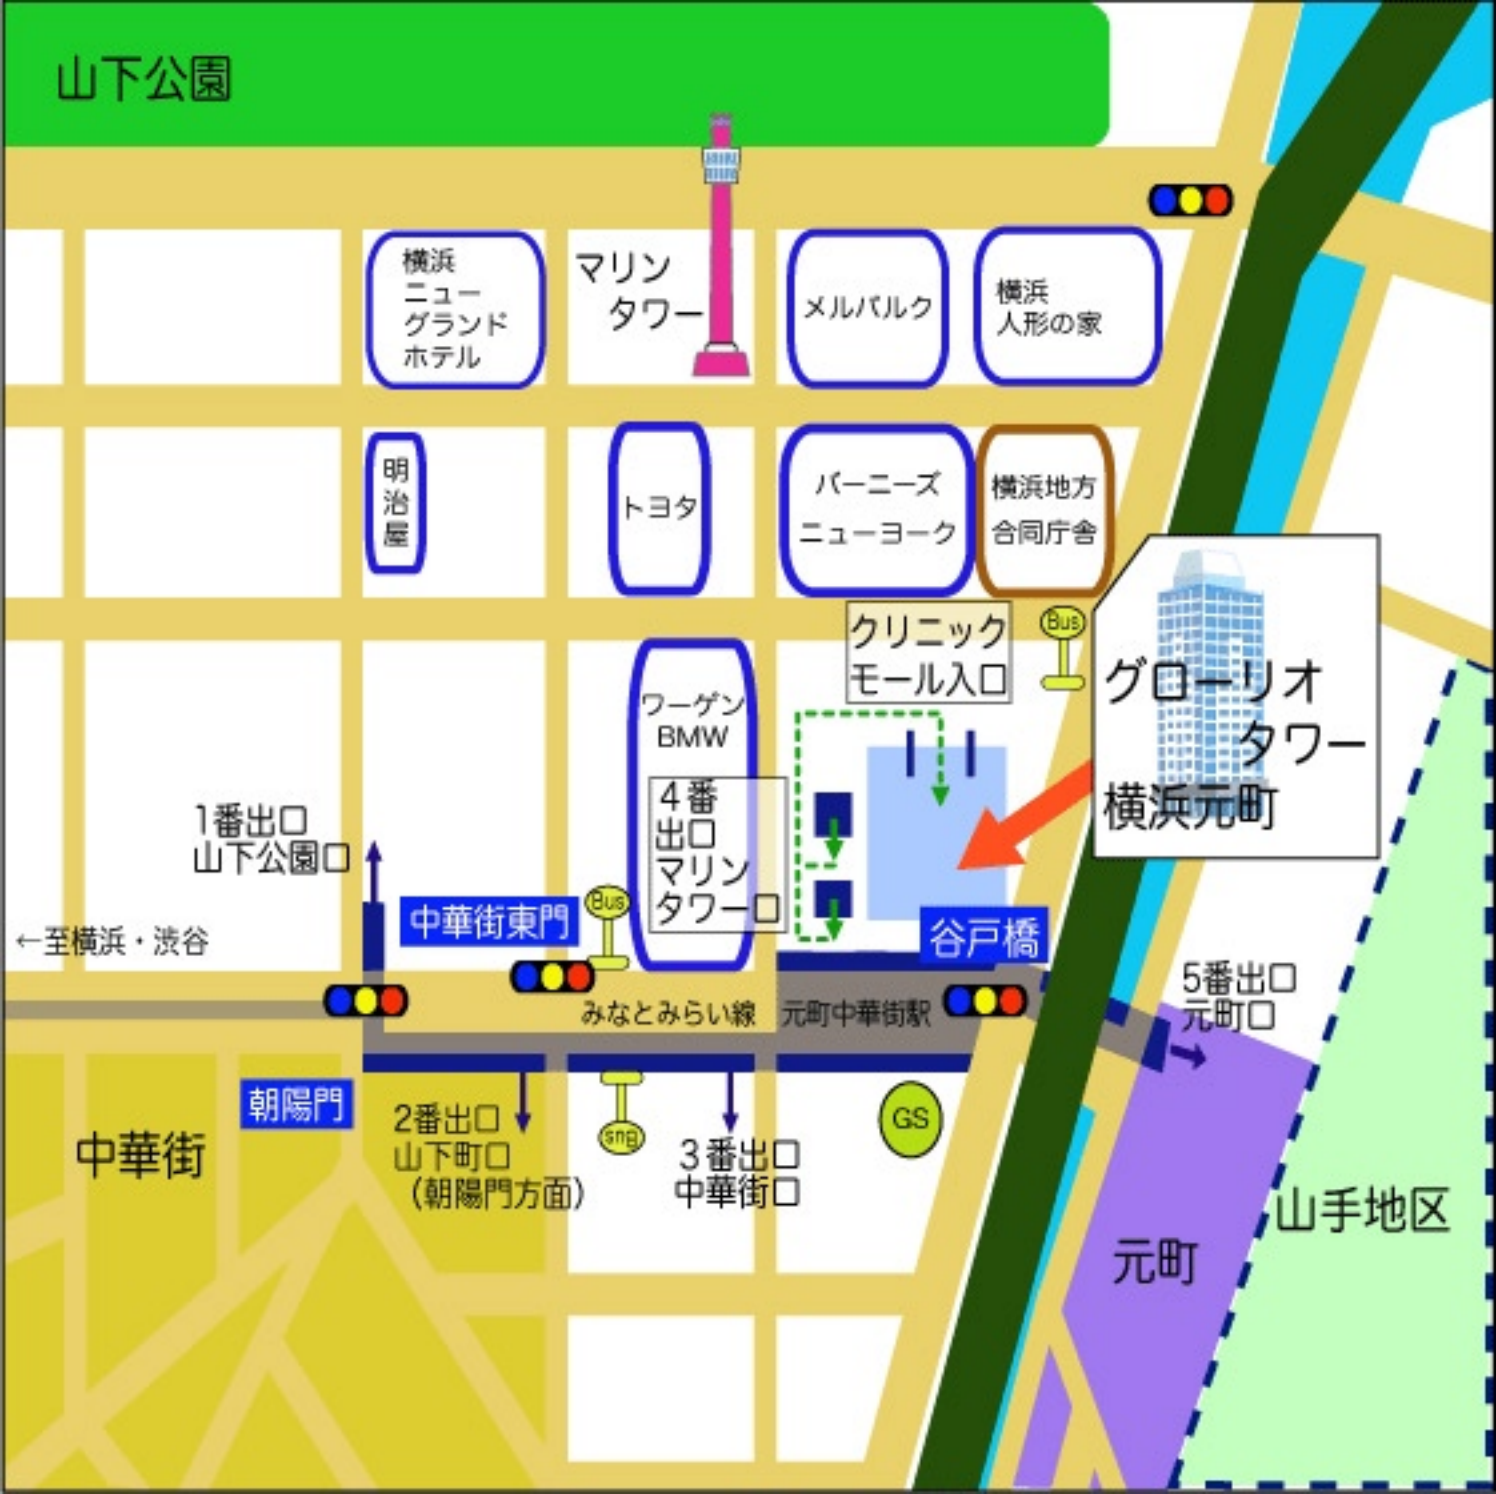 山下公園
横浜
ニュー
グランド
ホテル
マリン
タワー
メルパルク
横浜
人形の家
明
治
屋
トヨタ
バーニーズ
ニューヨーク
横浜地方
合同庁舎
クリニック
モール入口
Bus
グローリオ
タワー
横浜元町
ワーゲン
BMW
4番
出口
マリン
タワー口
1番出口
山下公園口
中華街東門
Bus
谷戸橋
←至横浜・渋谷
5番出口
元町口
みなとみらい線
元町中華街駅
朝陽門
中華街
2番出口
山下町口
(朝陽門方面)
Bus
3番出口
中華街口
GS
山手地区
元町